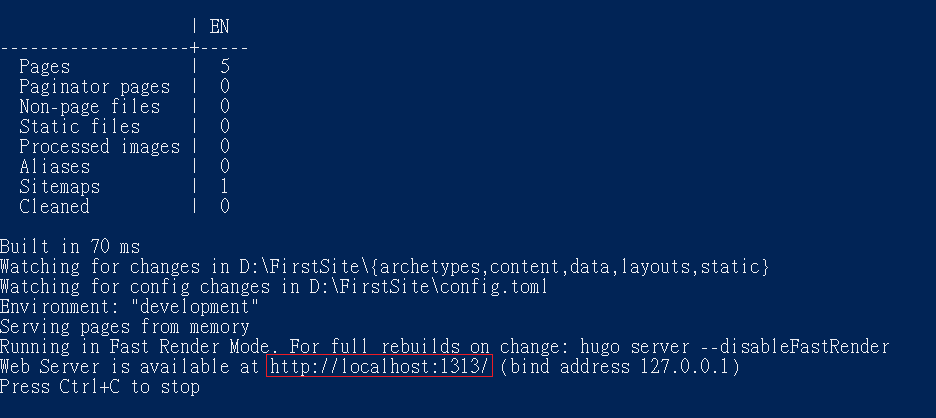 | EN
-------------------+-----
Pages | 5
Paginator pages | 0
Non-page files | 0
Static files | 0
Processed images | 0
Aliases | 0
Sitemaps | 1
Cleaned | 0
Built in 70 ms
Watching for changes in D:\FirstSite\{archetypes,content,data,layouts,static}
Watching for config changes in D:\FirstSite\config.toml
Environment: "development"
Serving pages from memory
Running in Fast Render Mode. For full rebuilds on change: hugo server --disableFastRender
Web Server is available at http://localhost:1313/ (bind address 127.0.0.1)
Press Ctrl+C to stop